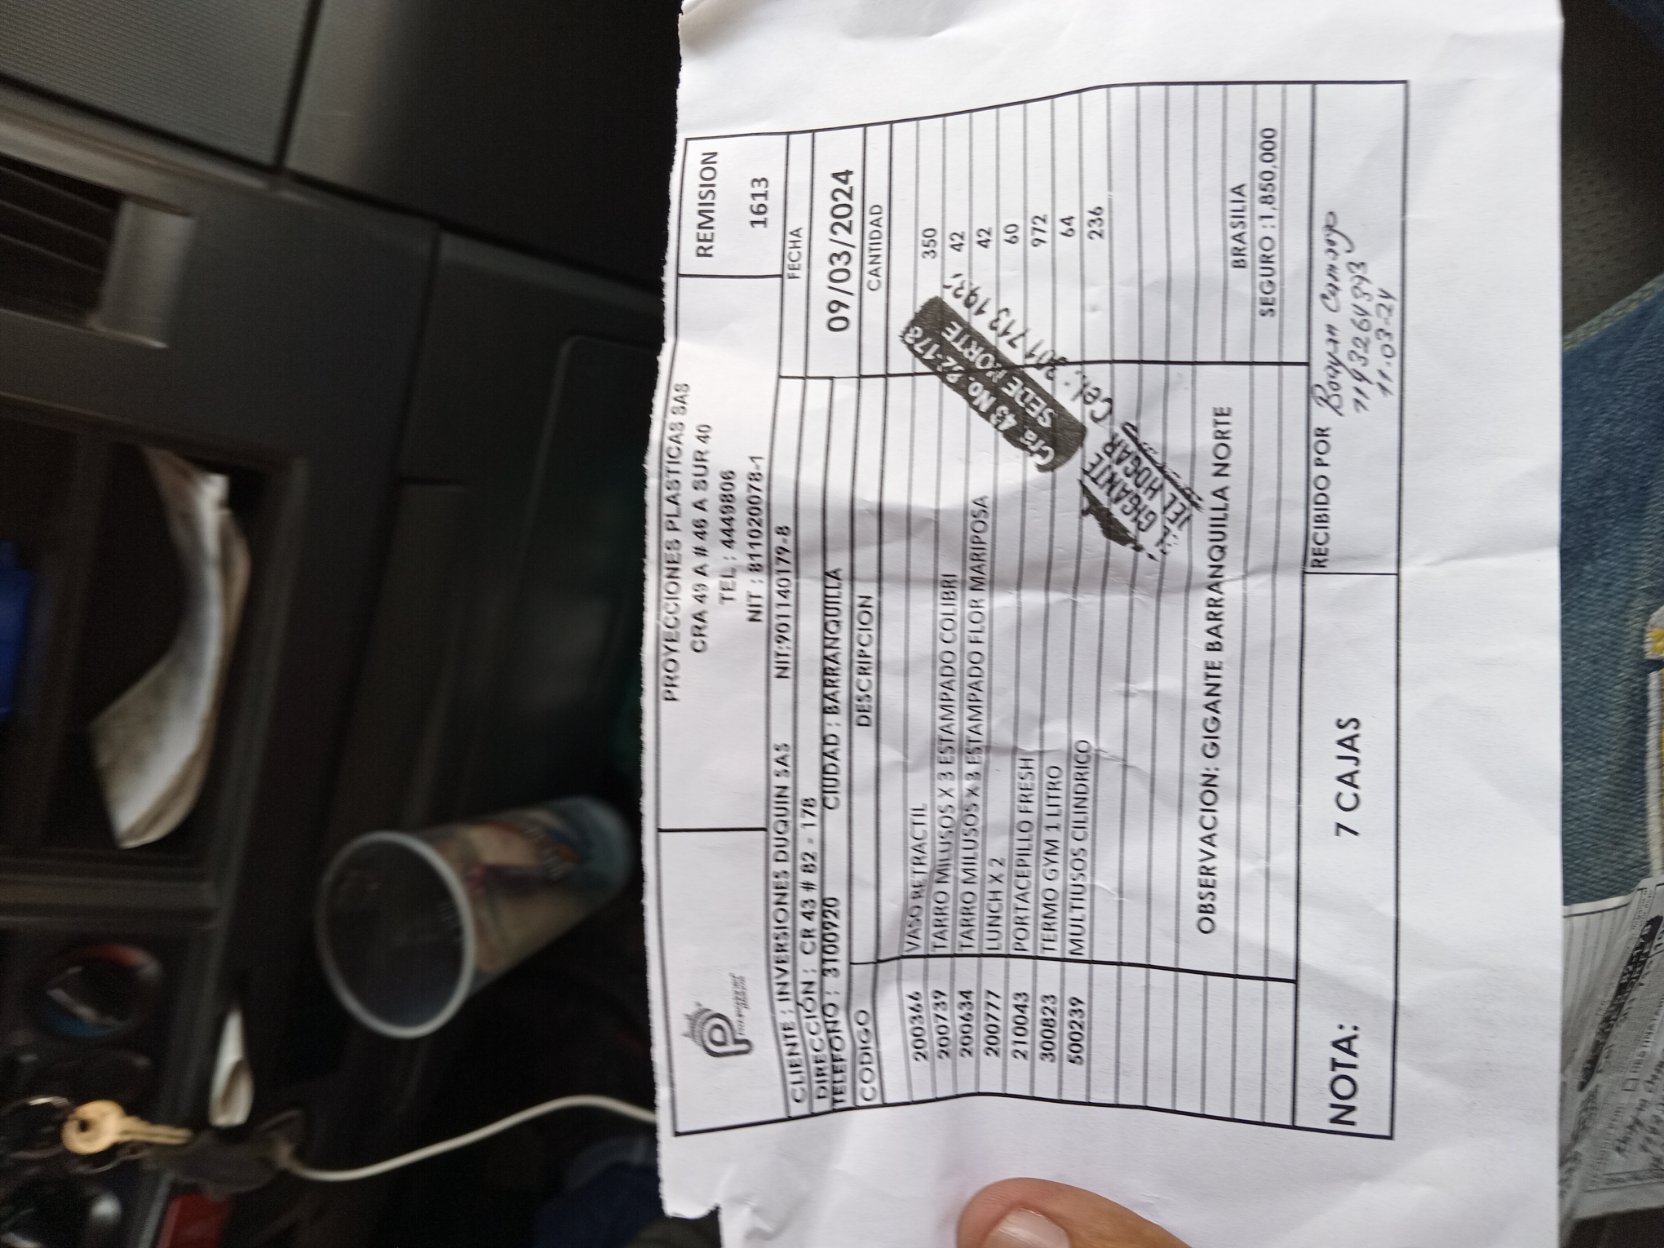 PROYECCIONES PLASTICAS SAS
CRA 49 A # 46 A SUR 40
TEL : 4449806
NIT : 811020078-1
REMISION
1613
CLIENTE : INVERSIONES DUQUIN SAS NIT:901140179-8
FECHA
DIRECCIÓN : CR 43 # 82 - 178
TELEFONO : 3100920 CIUDAD : BARRANQUILLA
09/03/2024
CODIGO DESCRIPCION CANTIDAD
200366 VASO RETRACTIL 350
200739 TARRO MILUSOS X 3 ESTAMPADO COLIBRI 42
200634 TARRO MILUSOS X 3 ESTAMPADO FLOR MARIPOSA 42
200777 LUNCH X 2 60
210043 PORTACEPILLO FRESH 972
300823 TERMO GYM 1 LITRO 64
500239 MULTIUSOS CILINDRICO 236
GIGANTE
DEL HOGAR
Cra 43 No. 82-178
SEDE NORTE
Cel.: 301 713
OBSERVACION: GIGANTE BARRANQUILLA NORTE
BRASILIA
SEGURO :1,850,000
NOTA: 7 CAJAS
RECIBIDO POR
11.03-24